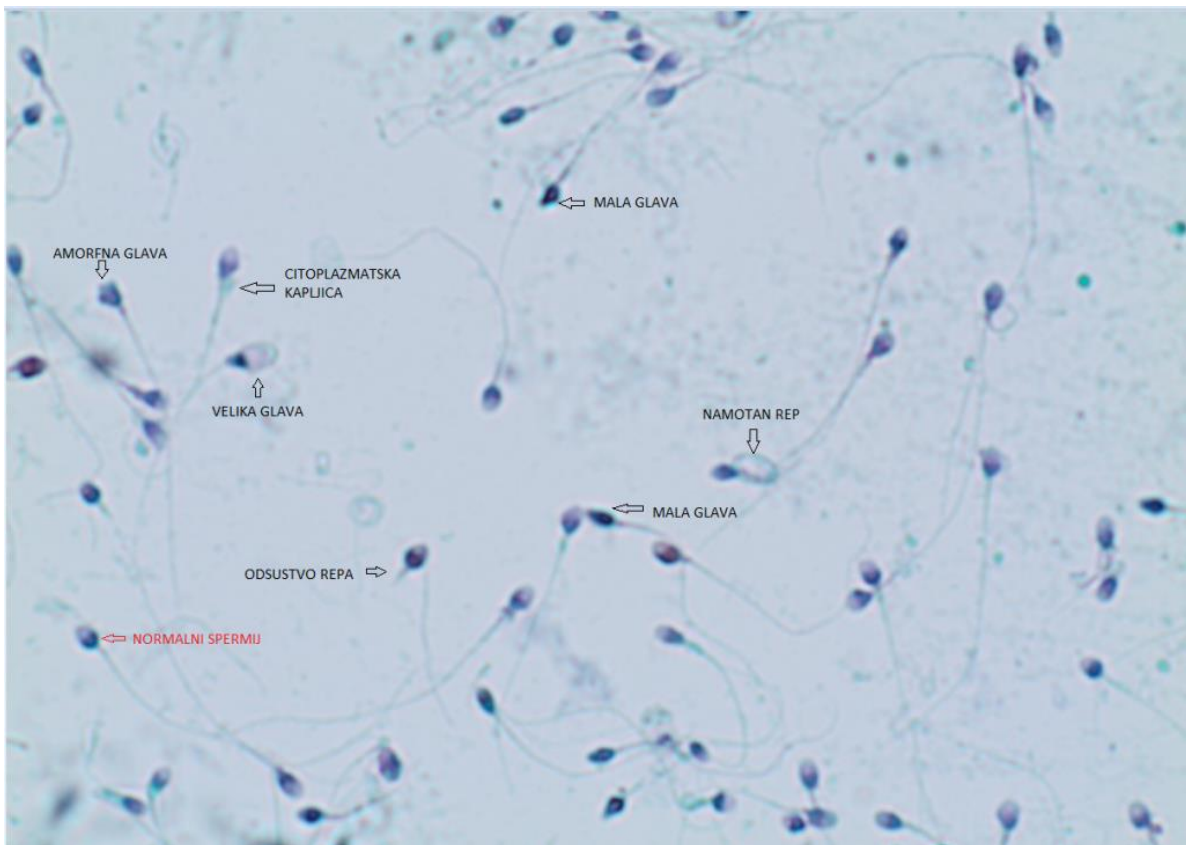 MALA GLAVA
AMORFNA GLAVA
CITOPLAZMATSKA
KAPLJICA
VELIKA GLAVA
NAMOTAN REP
MALA GLAVA
ODSUSTVO REPA
NORMALNI SPERMIJ